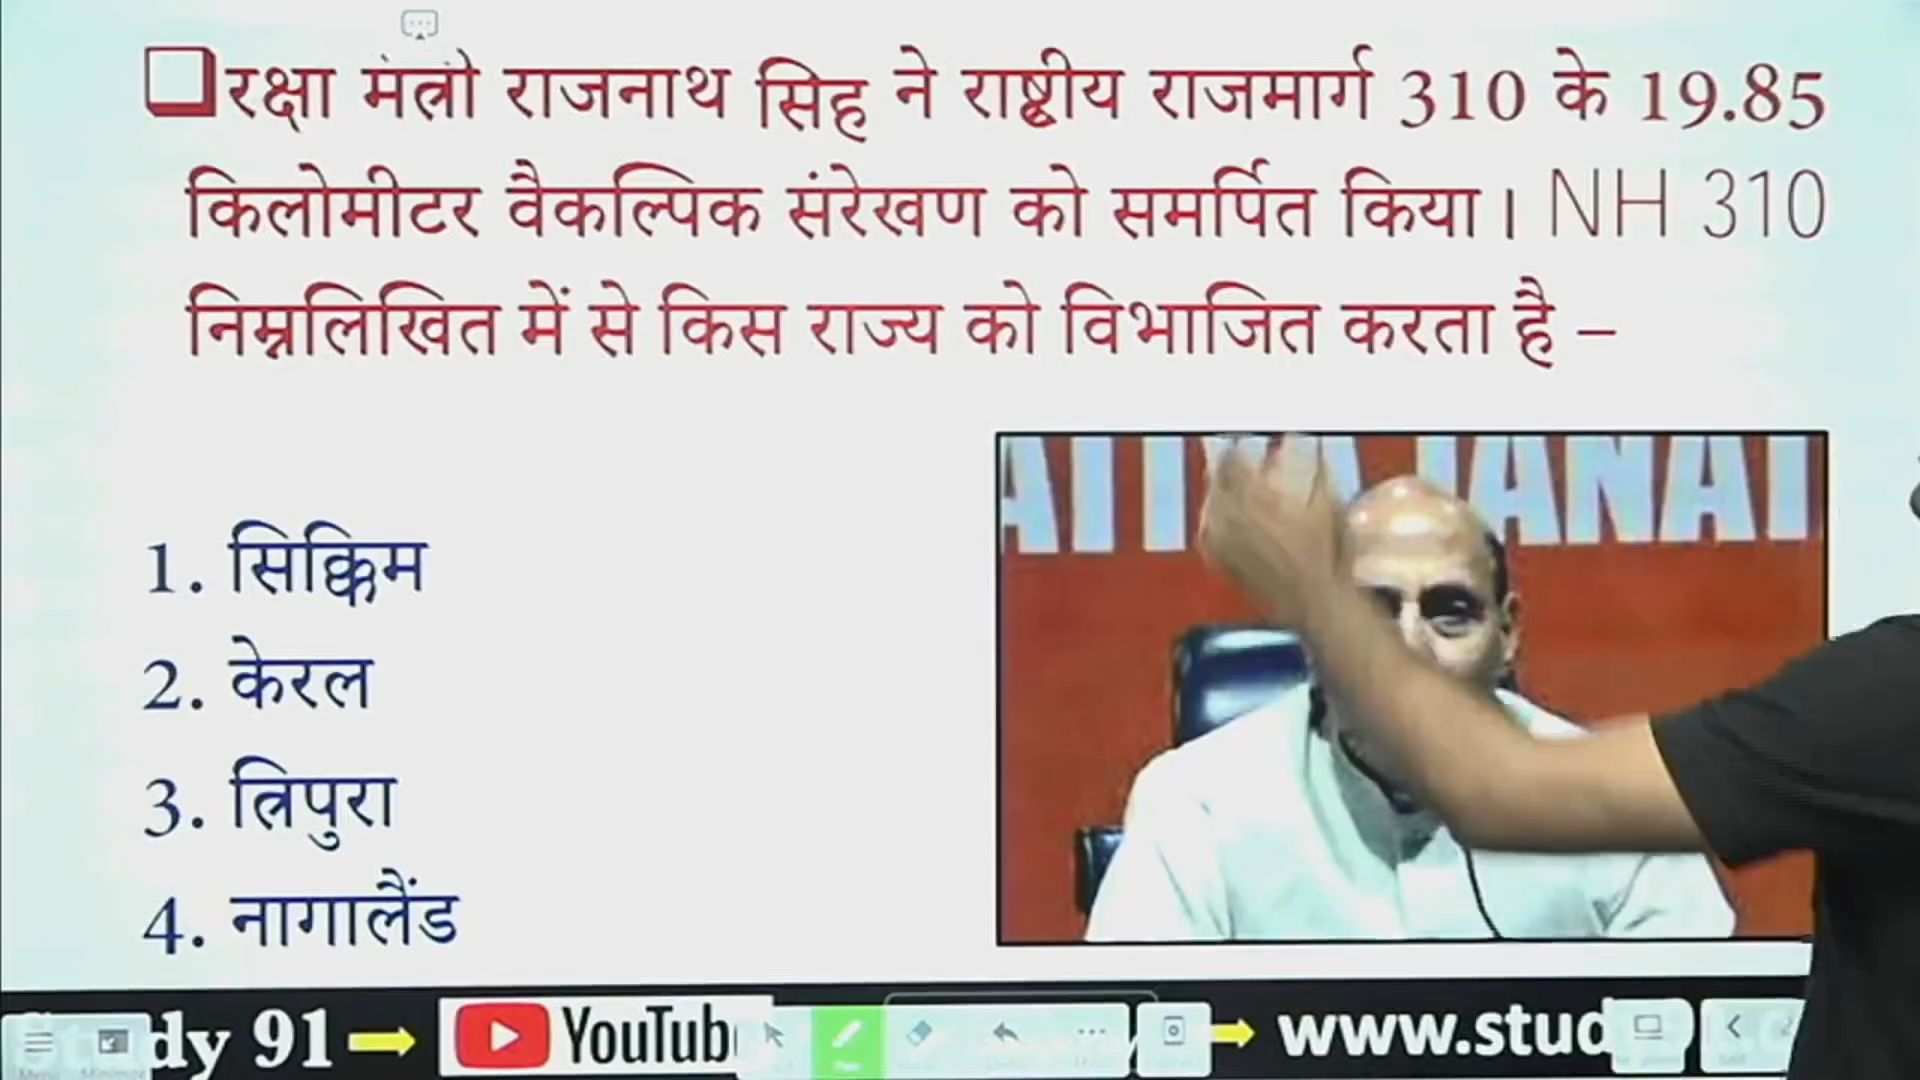 रक्षा मंत्री राजनाथ सिंह ने राष्ट्रीय राजमार्ग 310 के 19.85
किलोमीटर वैकल्पिक संरेखण को समर्पित किया। NH 310
निम्नलिखित में से किस राज्य को विभाजित करता है –
1. सिक्किम
2. केरल
3. त्रिपुरा
4. नागालैंड
dy 91
YouTub
www.stud